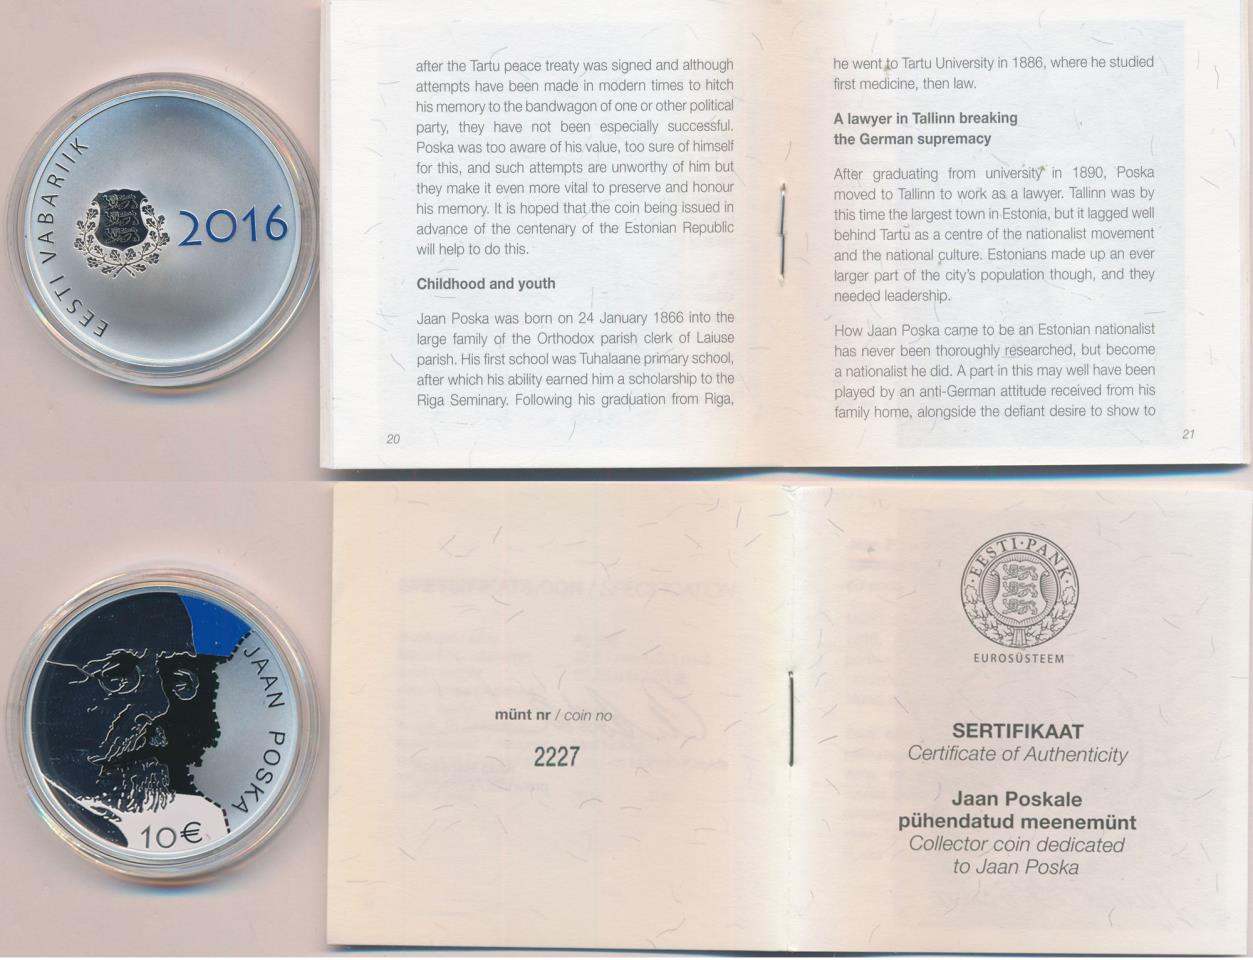 EESTI VABARIIK
2016
after the Tartu peace treaty was signed and although
attempts have been made in modern times to hitch
his memory to the bandwagon of one or other political
party, they have not been especially successful.
Poska was too aware of his value, too sure of himself
for this, and such attempts are unworthy of him but
they make it even more vital to preserve and honour
his memory. It is hoped that the coin being issued in
advance of the centenary of the Estonian Republic
will help to do this.
Childhood and youth
Jaan Poska was born on 24 January 1866 into the
large family of the Orthodox parish clerk of Laiuse
parish. His first school was Tuhalaane primary school,
after which his ability earned him a scholarship to the
Riga Seminary. Following his graduation from Riga,
20
he went to Tartu University in 1886, where he studied
first medicine, then law.
A lawyer in Tallinn breaking
the German supremacy
After graduating from university in 1890, Poska
moved to Tallinn to work as a lawyer. Tallinn was by
this time the largest town in Estonia, but it lagged well
behind Tartu as a centre of the nationalist movement
and the national culture. Estonians made up an ever
larger part of the city's population though, and they
needed leadership.
How Jaan Poska came to be an Estonian nationalist
has never been thoroughly researched, but become
a nationalist he did. A part in this may well have been
played by an anti-German attitude received from his
family home, alongside the defiant desire to show to
21
JAAN POSKA
10€
münt nr / coin no
2227
EESTI·PANK
EUROSÜSTEEM
SERTIFIKAAT
Certificate of Authenticity
Jaan Poskale
pühendatud meenemünt
Collector coin dedicated
to Jaan Poska